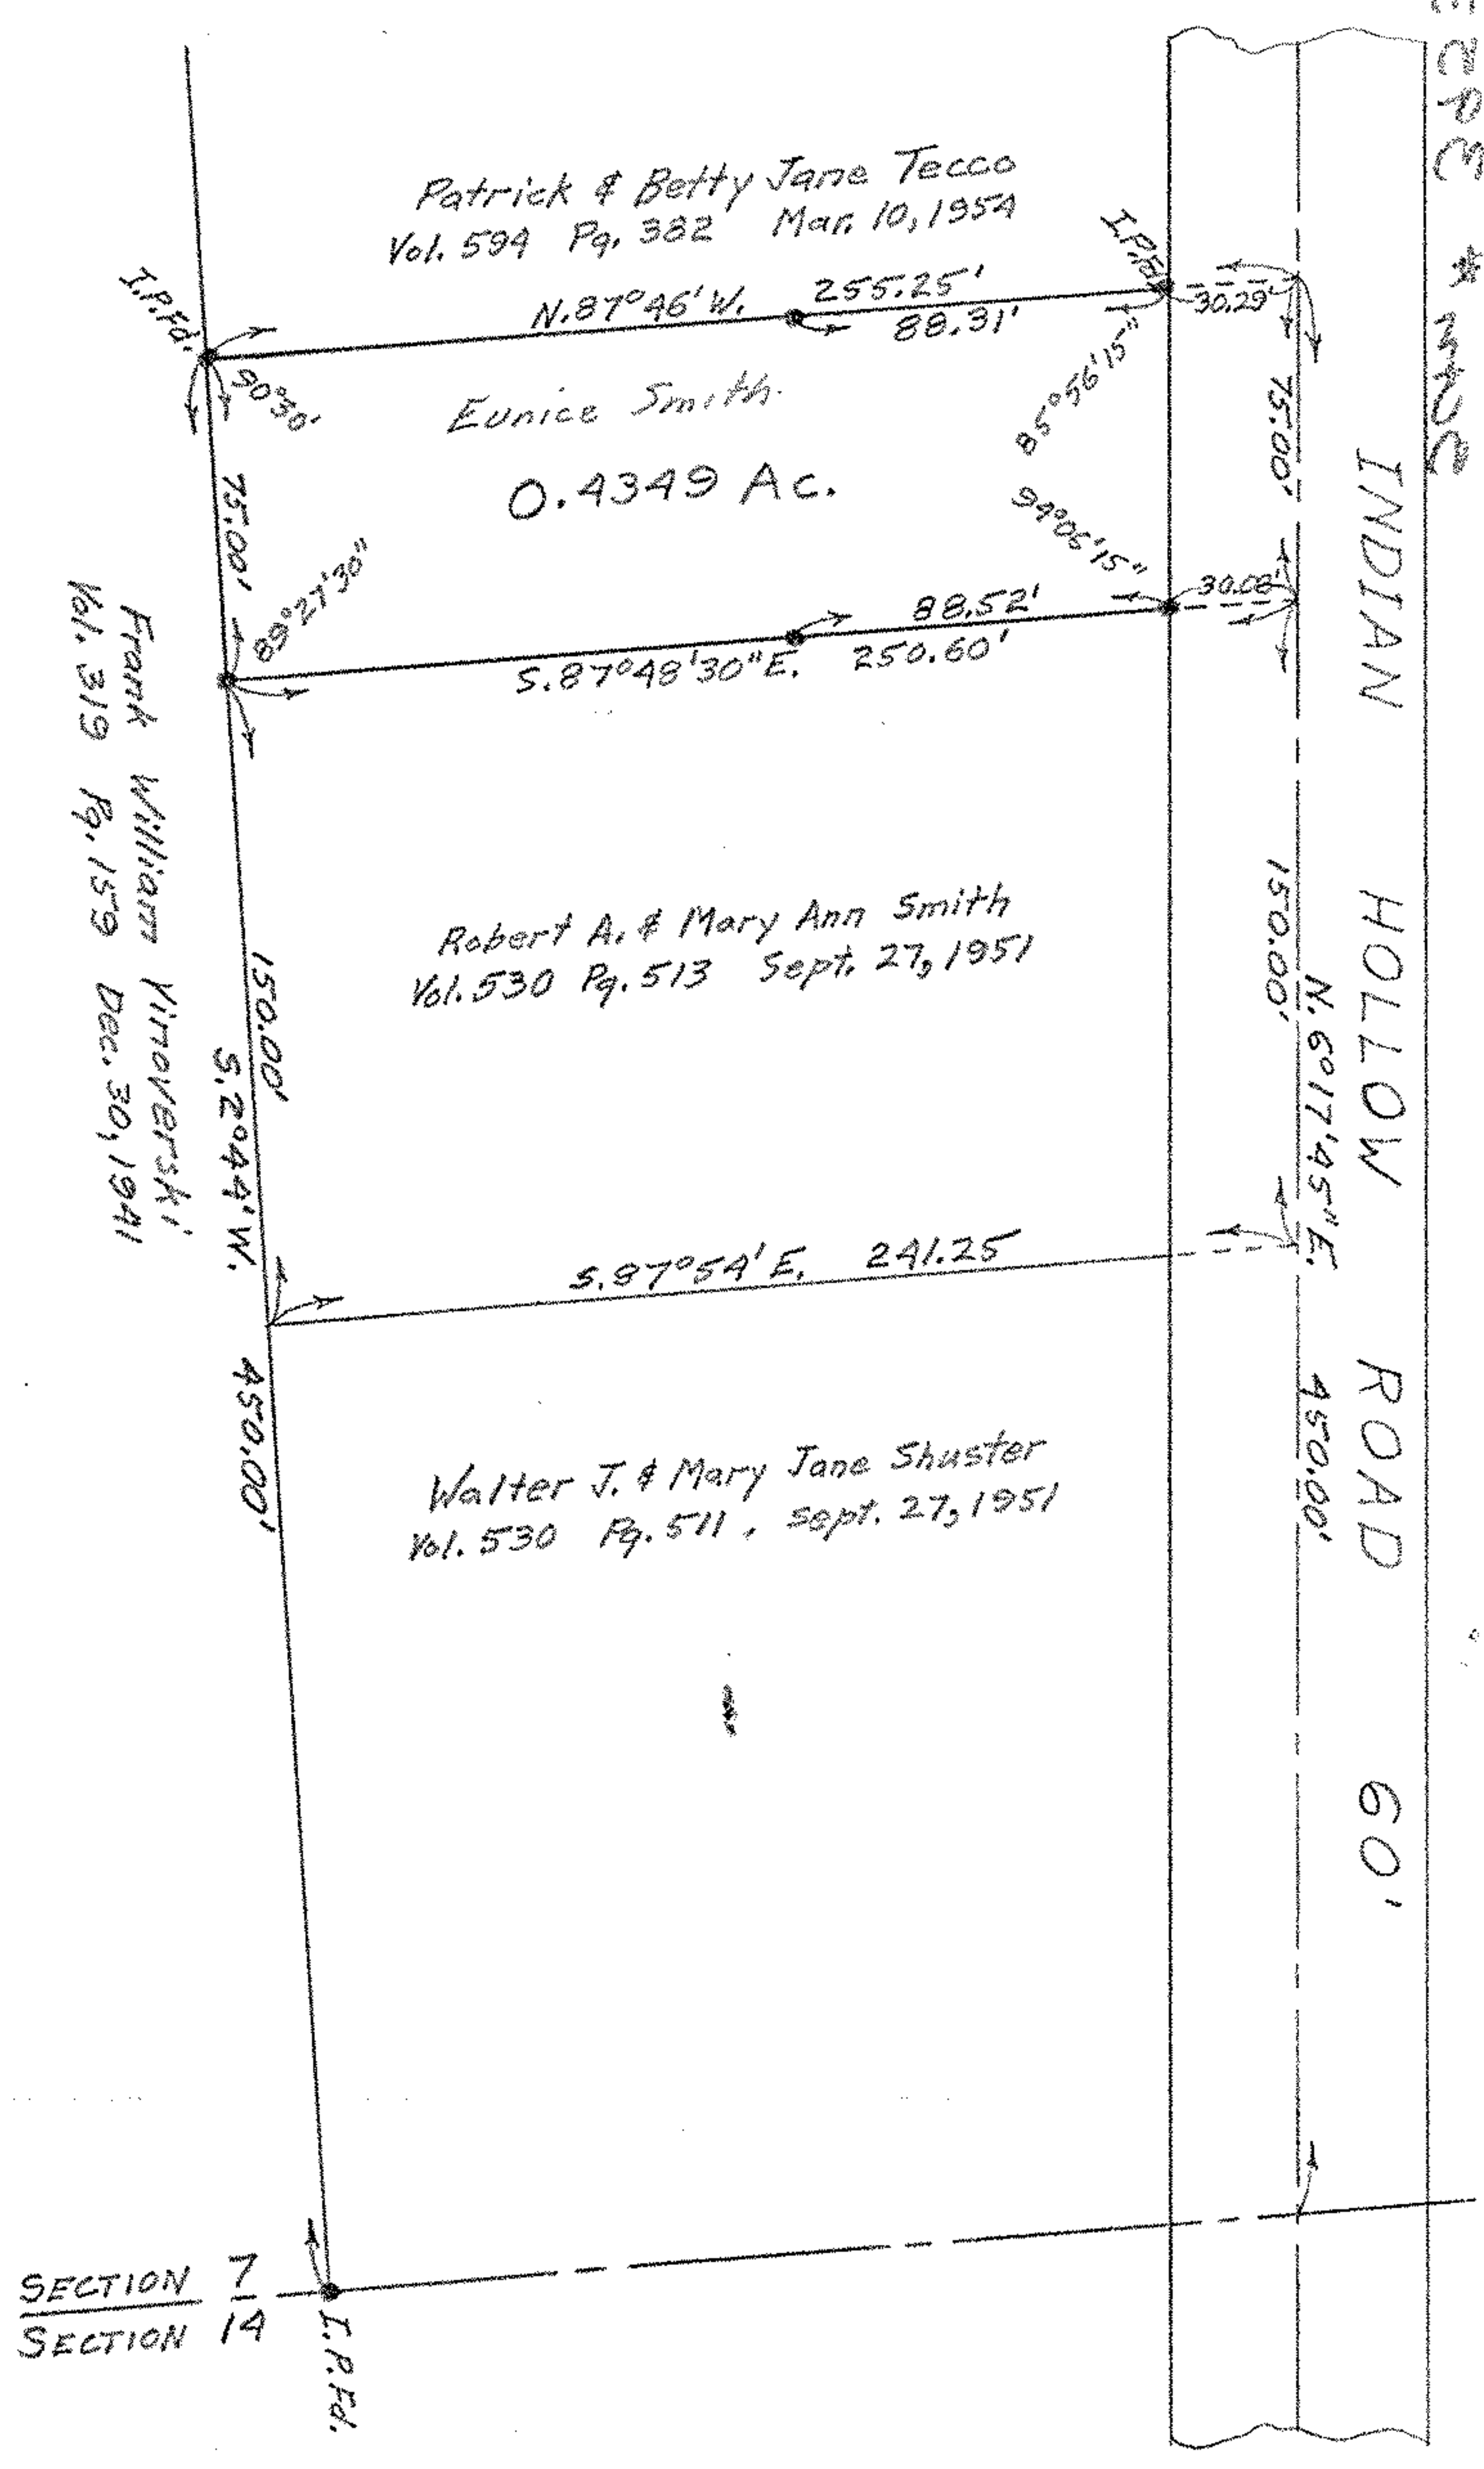 Patrick & Betty Jane Tecco
Vol. 594 Pg. 382 Mar. 10, 1954
I.P.Fd.
I.P.Fd.
N.87°46'W. 255.25'
88.31'
30.29'
90°30'
85°56'15"
75.00'
75.00'
Eunice Smith
0.4349 Ac.
94°06'15"
89°27'30"
88.52'
30.08'
S.87°48'30"E. 250.60'
Frank William Vinoverski
Vol. 319 Pg. 159 Dec. 30, 1941
Robert A. & Mary Ann Smith
Vol. 530 Pg. 513 Sept. 27, 1951
150.00'
S.2°44'W.
450.00'
150.00'
N.6°17'45"E. 450.00'
INDIAN HOLLOW ROAD 60'
S.87°54'E. 241.25
Walter J. & Mary Jane Shuster
Vol. 530 Pg. 511, Sept. 27, 1951
SECTION 7
SECTION 14
I.P.Fd.